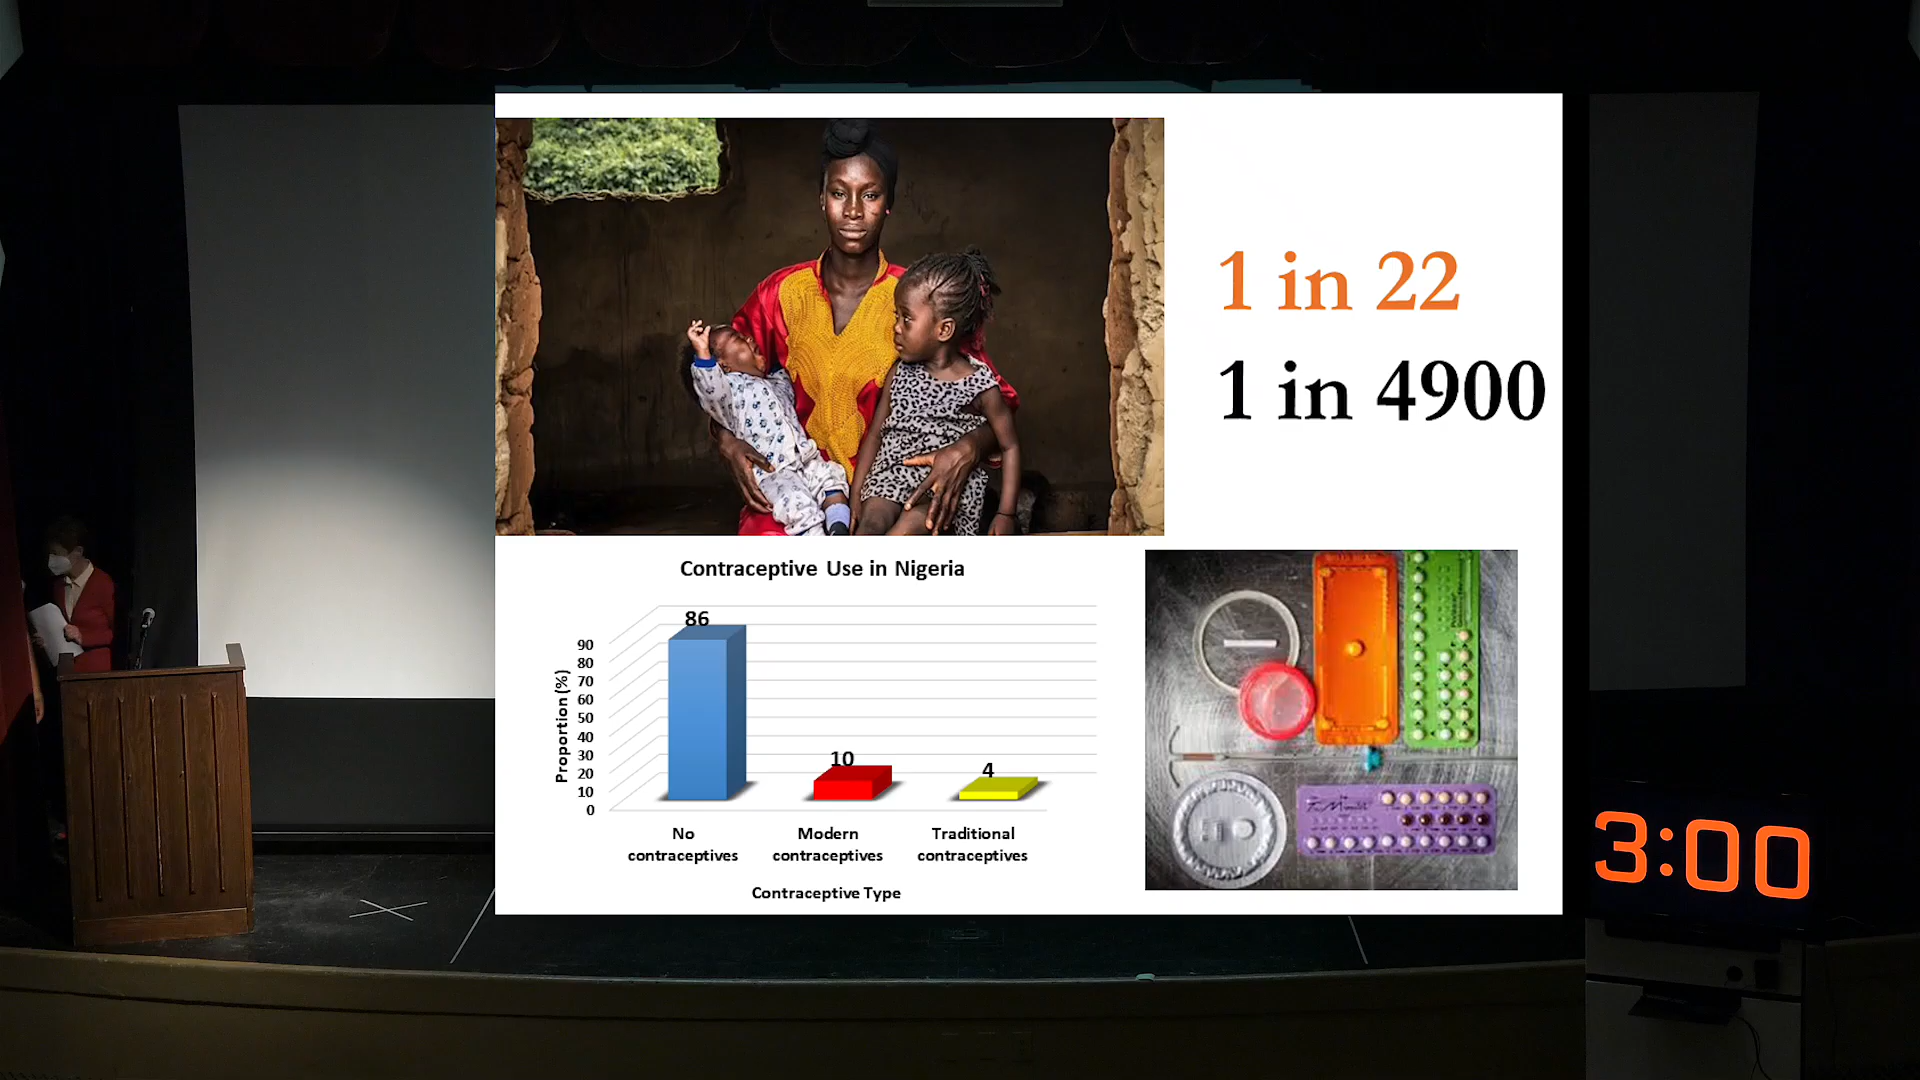 1 in 22
1 in 4900
Contraceptive Use in Nigeria
86
10
4
90
80
70
60
50
40
30
20
10
0
Proportion (%)
No contraceptives
Modern contraceptives
Traditional contraceptives
Contraceptive Type
3:00